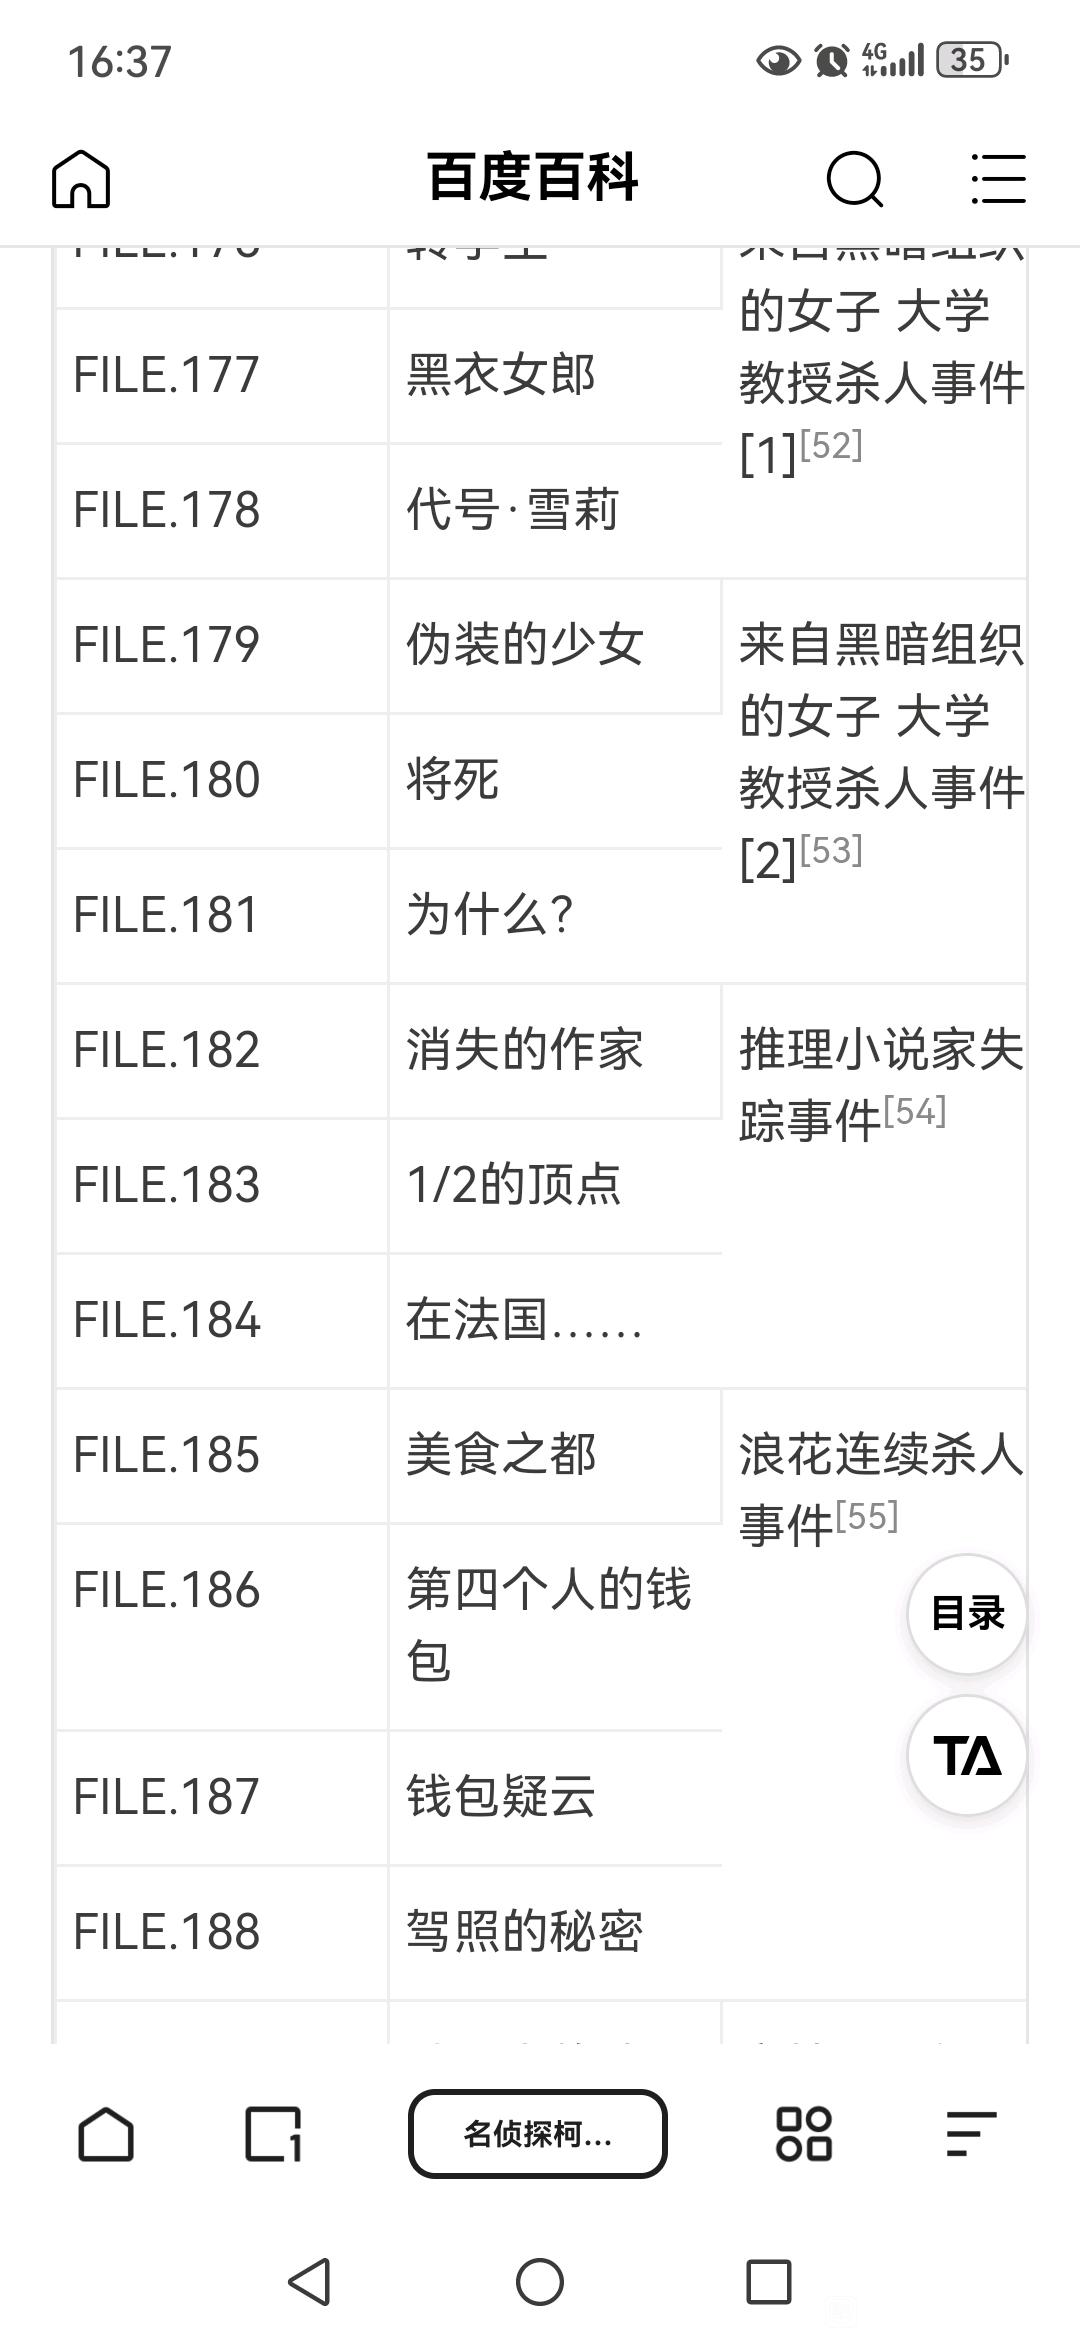 16:37
4G
35
百度百科
的女子 大学
FILE.177
黑衣女郎
教授杀人事件
[1][52]
FILE.178
代号·雪莉
FILE.179
伪装的少女
来自黑暗组织
的女子 大学
FILE.180
将死
教授杀人事件
[2][53]
FILE.181
为什么?
FILE.182
消失的作家
推理小说家失
踪事件[54]
FILE.183
1/2的顶点
FILE.184
在法国……
FILE.185
美食之都
浪花连续杀人
事件[55]
FILE.186
第四个人的钱
包
目录
TA
FILE.187
钱包疑云
FILE.188
驾照的秘密
1
名侦探柯...